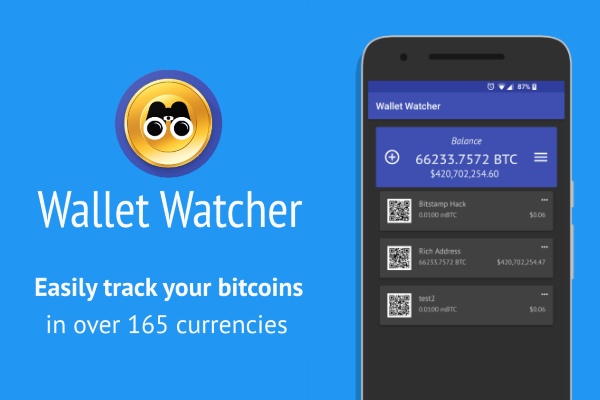 Wallet Watcher
Easily track your bitcoins
in over 165 currencies
87%
Wallet Watcher
Balance
66233.7572 BTC
$420,702,254.60
Bitstamp Hack
0.0100 mBTC $0.06
Rich Address
66233.7572 BTC $420,702,254.47
test2
0.0100 mBTC $0.06